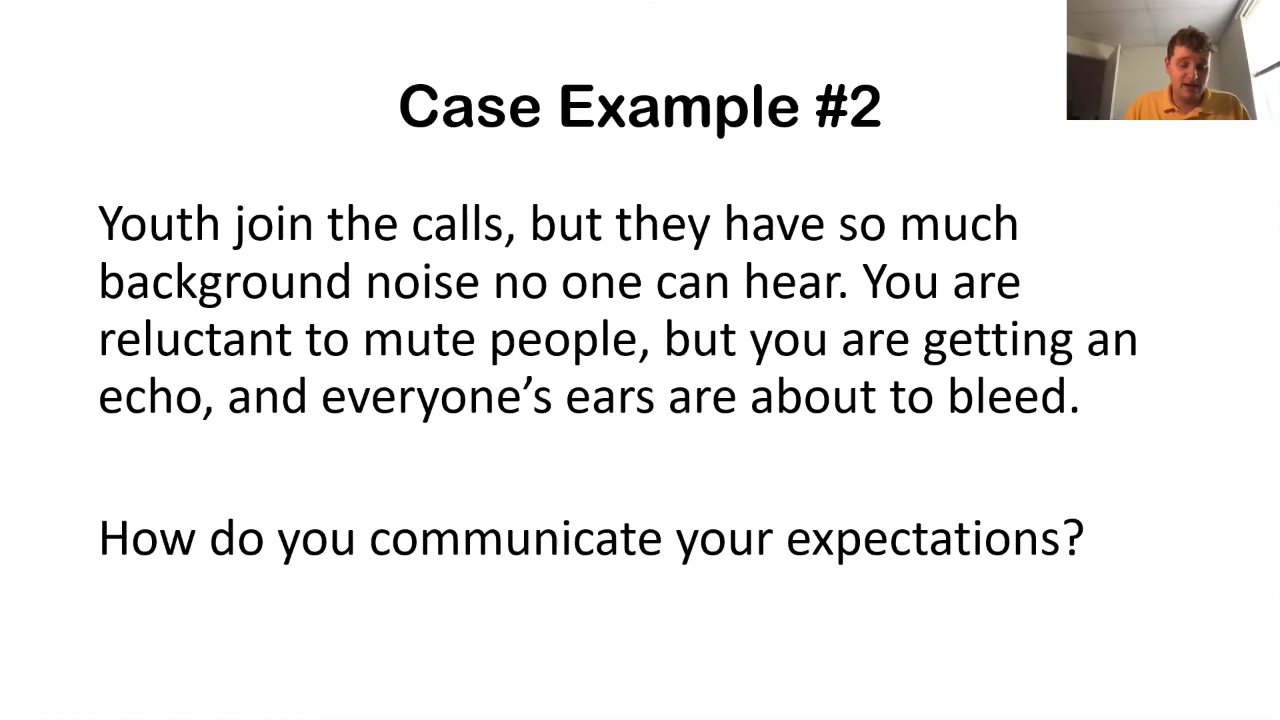 Case Example #2
Youth join the calls, but they have so much
background noise no one can hear. You are
reluctant to mute people, but you are getting an
echo, and everyone’s ears are about to bleed.
How do you communicate your expectations?